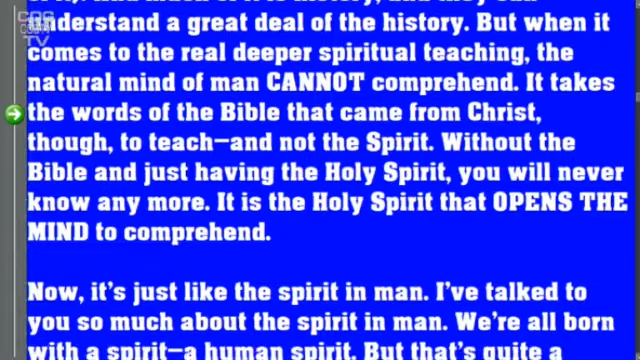 understand a great deal of the history. But when it
comes to the real deeper spiritual teaching, the
natural mind of man CANNOT comprehend. It takes
the words of the Bible that came from Christ,
though, to teach—and not the Spirit. Without the
Bible and just having the Holy Spirit, you will never
know any more. It is the Holy Spirit that OPENS THE
MIND to comprehend.
Now, it's just like the spirit in man. I've talked to
you so much about the spirit in man. We're all born
with a spirit—a human spirit. But that's quite a